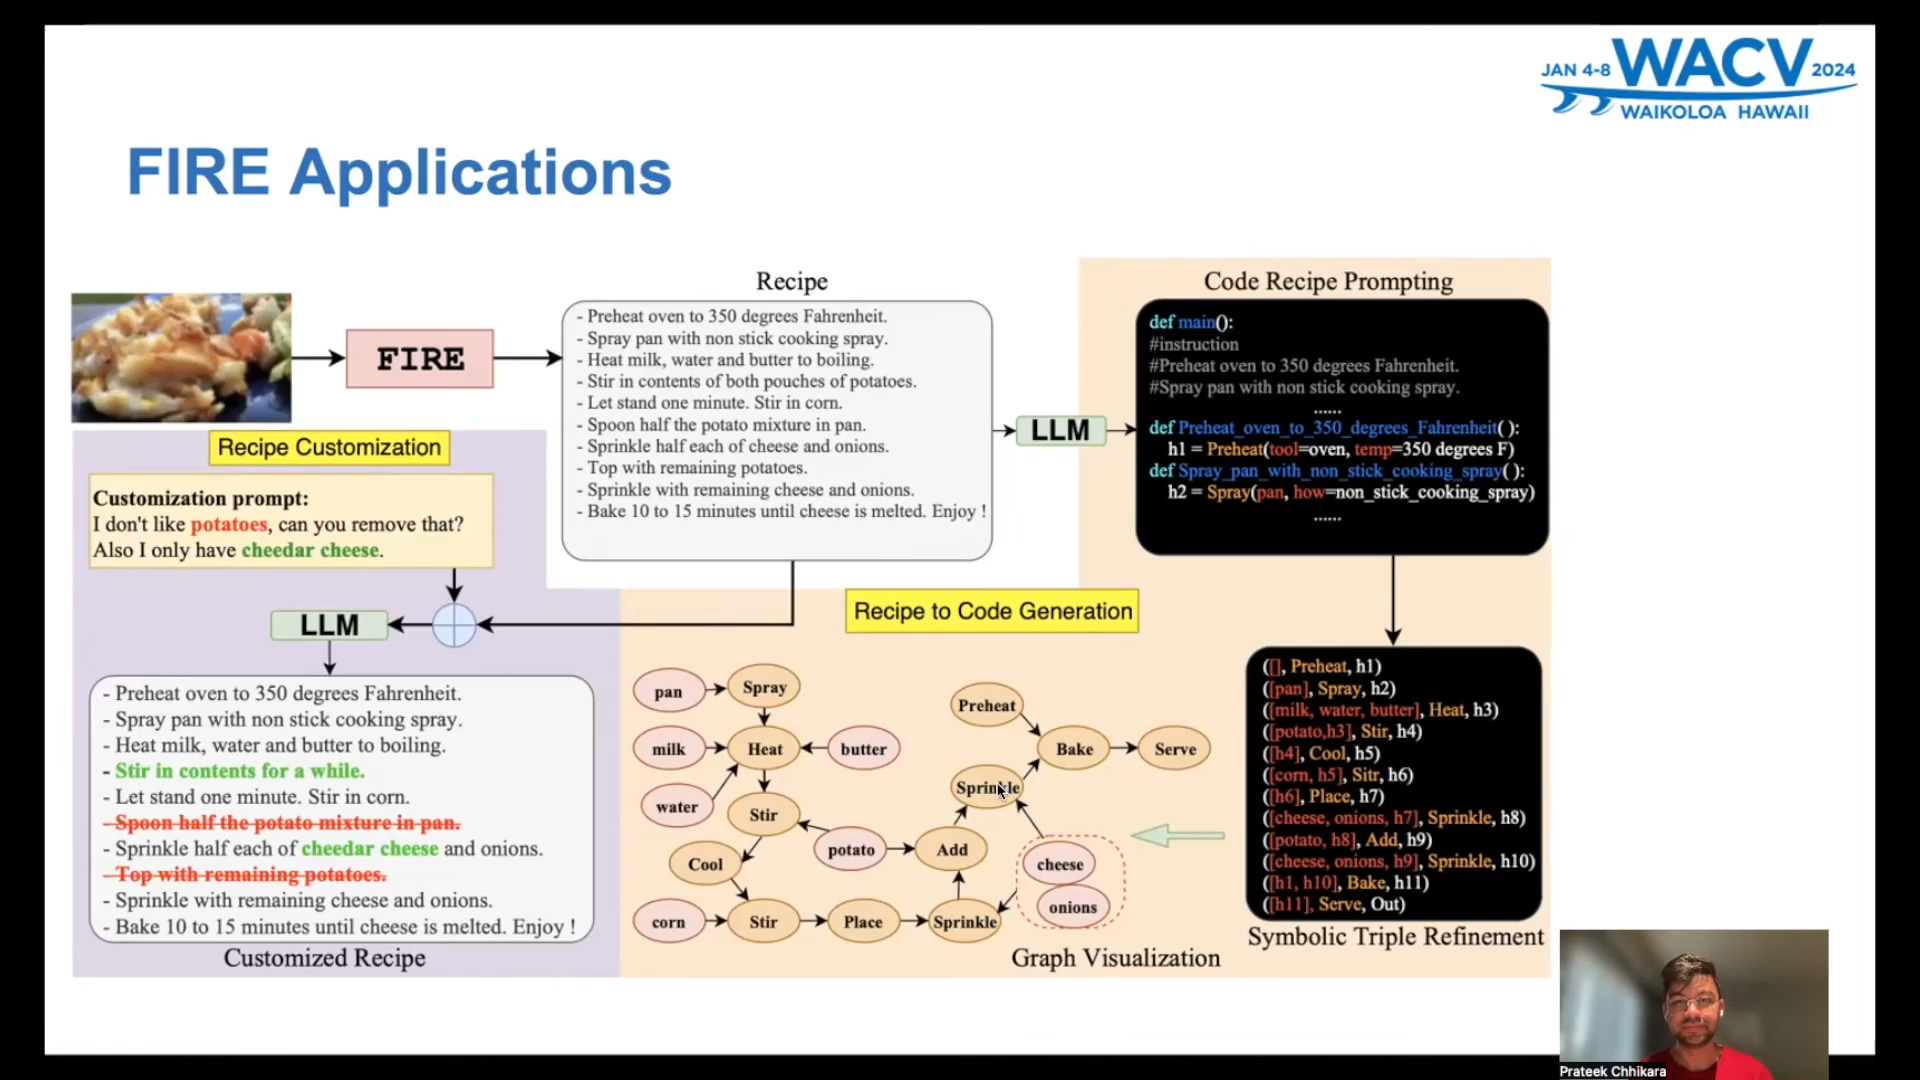 JAN 4-8 WACV 2024
WAIKOLOA HAWAII
FIRE Applications
FIRE
Recipe
- Preheat oven to 350 degrees Fahrenheit.
- Spray pan with non stick cooking spray.
- Heat milk, water and butter to boiling.
- Stir in contents of both pouches of potatoes.
- Let stand one minute. Stir in corn.
- Spoon half the potato mixture in pan.
- Sprinkle half each of cheese and onions.
- Top with remaining potatoes.
- Sprinkle with remaining cheese and onions.
- Bake 10 to 15 minutes until cheese is melted. Enjoy !
LLM
Code Recipe Prompting
def main():
#instruction
#Preheat oven to 350 degrees Fahrenheit.
#Spray pan with non stick cooking spray.
......
def Preheat_oven_to_350_degrees_Fahrenheit( ):
h1 = Preheat(tool=oven, temp=350 degrees F)
def Spray_pan_with_non_stick_cooking_spray( ):
h2 = Spray(pan, how=non_stick_cooking_spray)
......
Recipe Customization
Customization prompt:
I don't like potatoes, can you remove that?
Also I only have cheedar cheese.
LLM
- Preheat oven to 350 degrees Fahrenheit.
- Spray pan with non stick cooking spray.
- Heat milk, water and butter to boiling.
- Stir in contents for a while.
- Let stand one minute. Stir in corn.
- Spoon half the potato mixture in pan.
- Sprinkle half each of cheedar cheese and onions.
- Top with remaining potatoes.
- Sprinkle with remaining cheese and onions.
- Bake 10 to 15 minutes until cheese is melted. Enjoy !
Customized Recipe
Recipe to Code Generation
pan
Spray
milk
Heat
butter
water
Stir
Cool
potato
Add
corn
Stir
Place
Sprinkle
Preheat
Bake
Serve
Sprinkle
cheese
onions
Graph Visualization
([], Preheat, h1)
([pan], Spray, h2)
([milk, water, butter], Heat, h3)
([potato,h3], Stir, h4)
([h4], Cool, h5)
([corn, h5], Sitr, h6)
([h6], Place, h7)
([cheese, onions, h7], Sprinkle, h8)
([potato, h8], Add, h9)
([cheese, onions, h9], Sprinkle, h10)
([h1, h10], Bake, h11)
([h11], Serve, Out)
Symbolic Triple Refinement
Prateek Chhikara